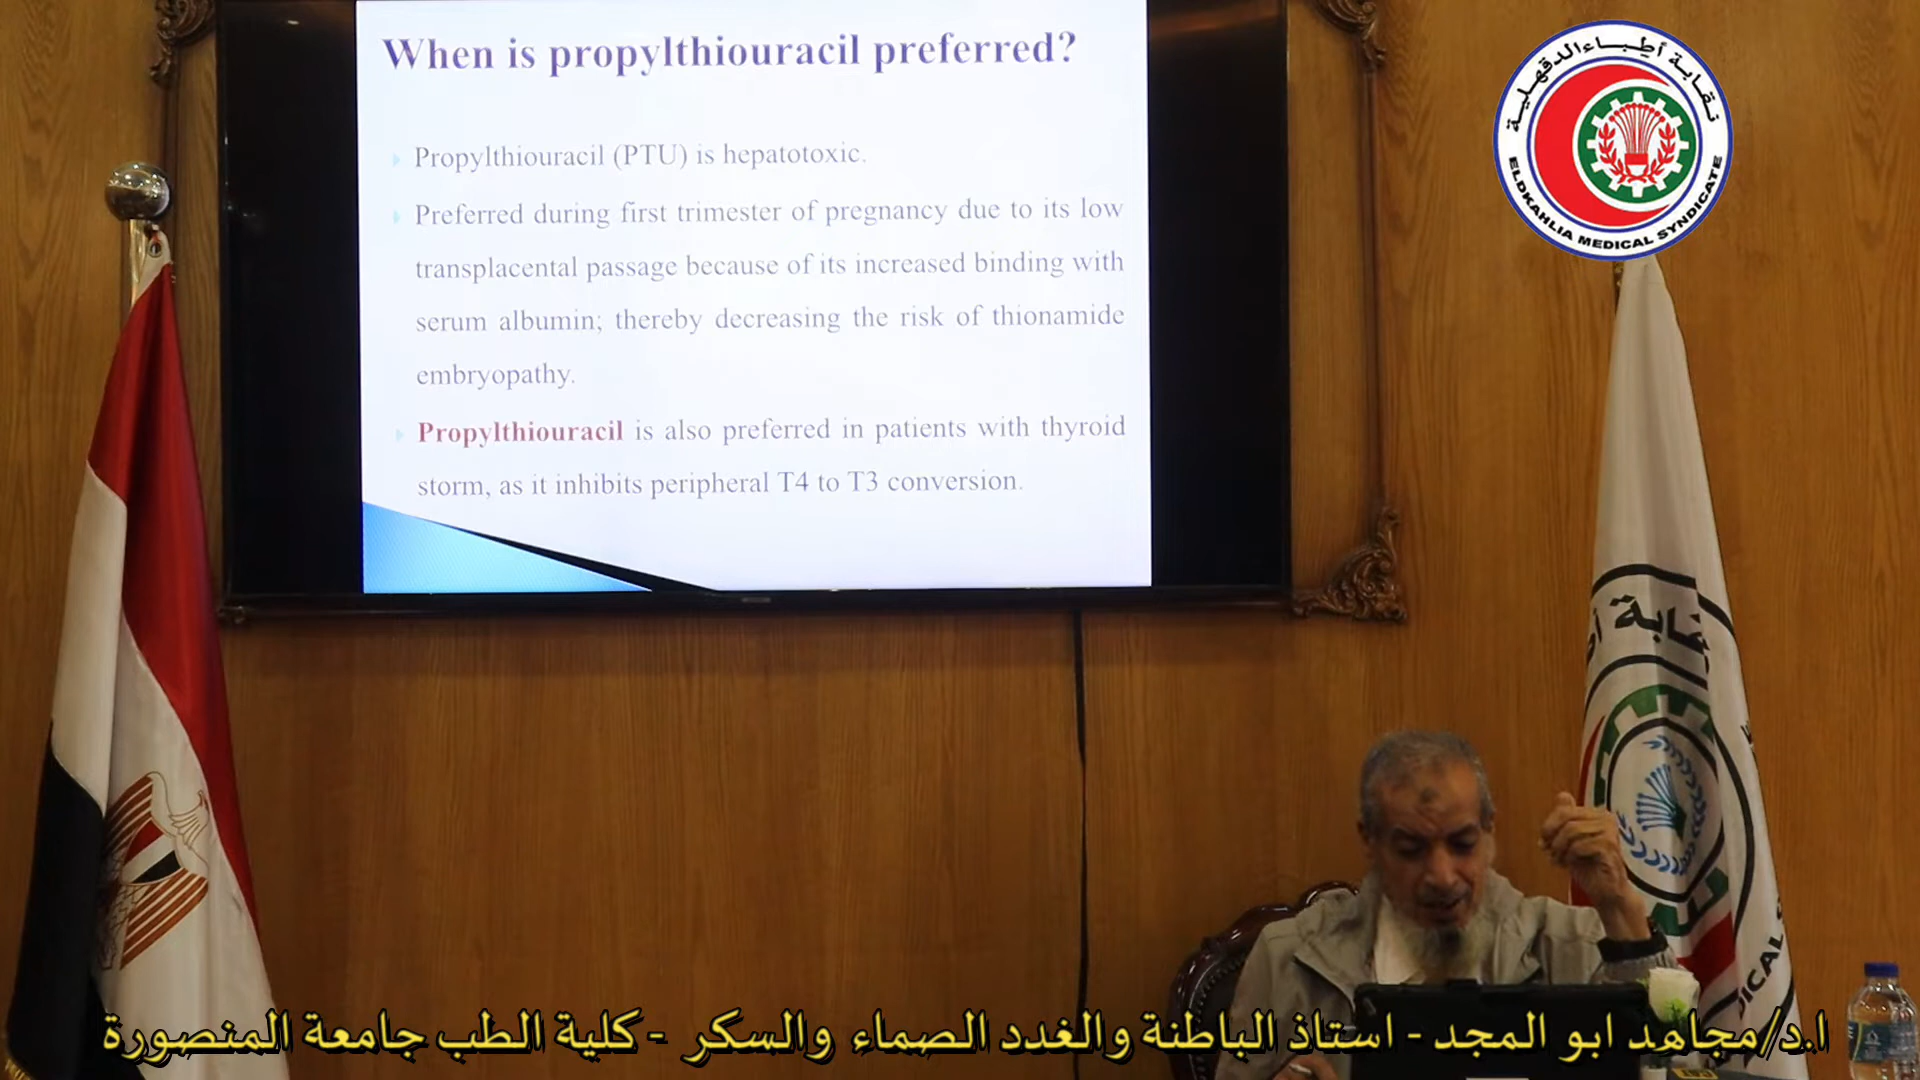 When is propylthiouracil preferred?
Propylthiouracil (PTU) is hepatotoxic.
Preferred during first trimester of pregnancy due to its low
transplacental passage because of its increased binding with
serum albumin; thereby decreasing the risk of thionamide
embryopathy.
Propylthiouracil is also preferred in patients with thyroid
storm, as it inhibits peripheral T4 to T3 conversion.
نقابة أطباء الدقهلية
ELDKAHLIA MEDICAL SYNDICATE
ا.د/مجاهد ابو المجد - استاذ الباطنة والغدد الصماء والسكر - كلية الطب جامعة المنصورة